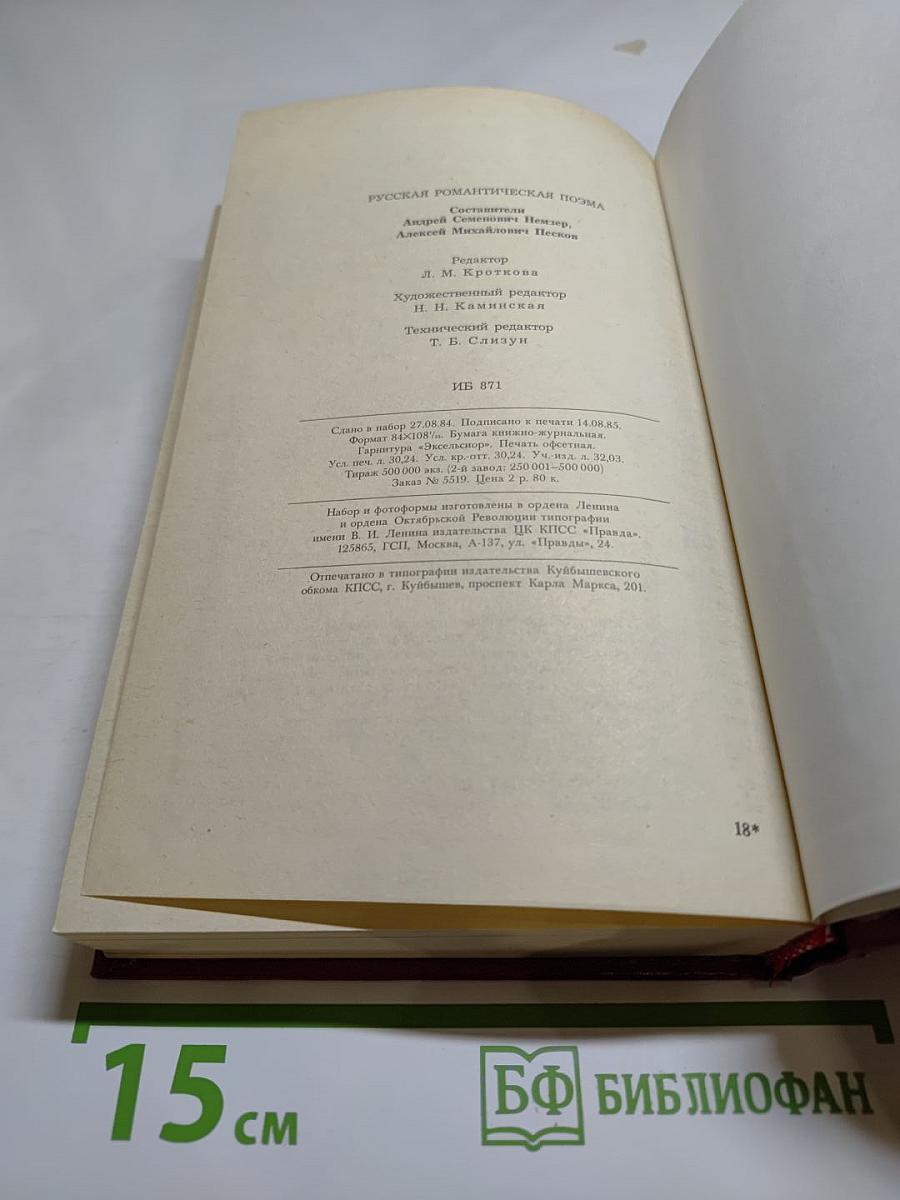 РУССКАЯ РОМАНТИЧЕСКАЯ ПОЭМА
Составители
Андрей Семенович Немзер,
Алексей Михайлович Песков
Редактор
Л. М. Кроткова
Художественный редактор
Н. Н. Каминская
Технический редактор
Т. Б. Слизун
ИБ 871
Сдано в набор 27.08.84. Подписано к печати 14.08.85.
Формат 84×108¹/₃₂. Бумага книжно-журнальная.
Гарнитура «Эксельсиор». Печать офсетная.
Усл. печ. л. 30,24. Усл. кр.-отт. 30,24. Уч.-изд. л. 32,03.
Тираж 500 000 экз. (2-й завод: 250 001—500 000)
Заказ № 5519. Цена 2 р. 80 к.
Набор и фотоформы изготовлены в ордена Ленина
и ордена Октябрьской Революции типографии
имени В. И. Ленина издательства ЦК КПСС «Правда».
125865, ГСП, Москва, А-137, ул. «Правды», 24.
Отпечатано в типографии издательства Куйбышевского
обкома КПСС, г. Куйбышев, проспект Карла Маркса, 201.
18*
15 см
БФ БИБЛИОФАН